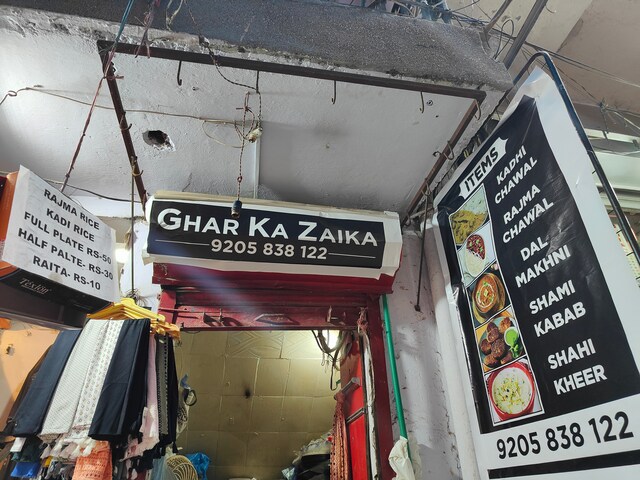 RAJMA RICE
KADI RICE
FULL PLATE RS-50
HALF PALTE- RS-30
RAITA- RS-10
GHAR KA ZAIKA
9205 838 122
ITEMS
KADHI
CHAWAL
RAJMA
CHAWAL
DAL
MAKHNI
SHAMI
KABAB
SHAHI
KHEER
9205 838 122